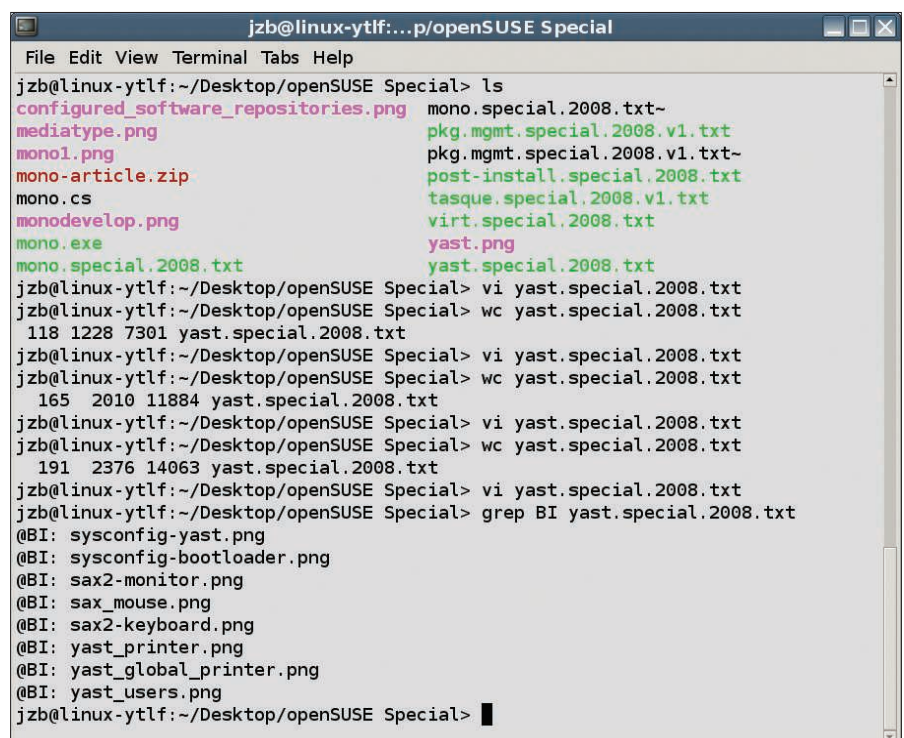 jzb@linux-ytlf:...p/openSUSE Special
File Edit View Terminal Tabs Help
jzb@linux-ytlf:~/Desktop/openSUSE Special> ls
configured_software_repositories.png mono.special.2008.txt~
mediatype.png pkg.mgmt.special.2008.v1.txt
mono1.png pkg.mgmt.special.2008.v1.txt~
mono-article.zip post-install.special.2008.txt
mono.cs tasque.special.2008.v1.txt
monodevelop.png virt.special.2008.txt
mono.exe yast.png
mono.special.2008.txt yast.special.2008.txt
jzb@linux-ytlf:~/Desktop/openSUSE Special> vi yast.special.2008.txt
jzb@linux-ytlf:~/Desktop/openSUSE Special> wc yast.special.2008.txt
118 1228 7301 yast.special.2008.txt
jzb@linux-ytlf:~/Desktop/openSUSE Special> vi yast.special.2008.txt
jzb@linux-ytlf:~/Desktop/openSUSE Special> wc yast.special.2008.txt
165 2010 11884 yast.special.2008.txt
jzb@linux-ytlf:~/Desktop/openSUSE Special> vi yast.special.2008.txt
jzb@linux-ytlf:~/Desktop/openSUSE Special> wc yast.special.2008.txt
191 2376 14063 yast.special.2008.txt
jzb@linux-ytlf:~/Desktop/openSUSE Special> vi yast.special.2008.txt
jzb@linux-ytlf:~/Desktop/openSUSE Special> grep BI yast.special.2008.txt
@BI: sysconfig-yast.png
@BI: sysconfig-bootloader.png
@BI: sax2-monitor.png
@BI: sax_mouse.png
@BI: sax2-keyboard.png
@BI: yast_printer.png
@BI: yast_global_printer.png
@BI: yast_users.png
jzb@linux-ytlf:~/Desktop/openSUSE Special>